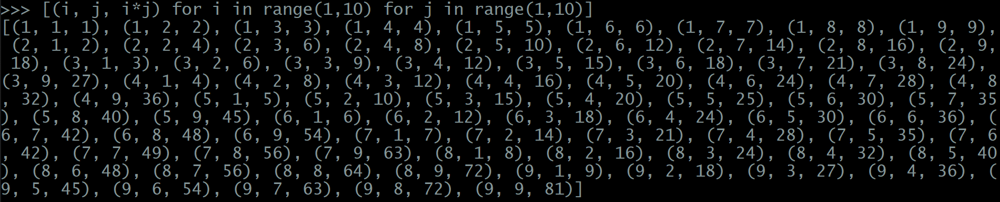 >>> [(i, j, i*j) for i in range(1,10) for j in range(1,10)]
[(1, 1, 1), (1, 2, 2), (1, 3, 3), (1, 4, 4), (1, 5, 5), (1, 6, 6), (1, 7, 7), (1, 8, 8), (1, 9, 9),
 (2, 1, 2), (2, 2, 4), (2, 3, 6), (2, 4, 8), (2, 5, 10), (2, 6, 12), (2, 7, 14), (2, 8, 16), (2, 9,
 18), (3, 1, 3), (3, 2, 6), (3, 3, 9), (3, 4, 12), (3, 5, 15), (3, 6, 18), (3, 7, 21), (3, 8, 24),
(3, 9, 27), (4, 1, 4), (4, 2, 8), (4, 3, 12), (4, 4, 16), (4, 5, 20), (4, 6, 24), (4, 7, 28), (4, 8
, 32), (4, 9, 36), (5, 1, 5), (5, 2, 10), (5, 3, 15), (5, 4, 20), (5, 5, 25), (5, 6, 30), (5, 7, 35
), (5, 8, 40), (5, 9, 45), (6, 1, 6), (6, 2, 12), (6, 3, 18), (6, 4, 24), (6, 5, 30), (6, 6, 36), (
6, 7, 42), (6, 8, 48), (6, 9, 54), (7, 1, 7), (7, 2, 14), (7, 3, 21), (7, 4, 28), (7, 5, 35), (7, 6
, 42), (7, 7, 49), (7, 8, 56), (7, 9, 63), (8, 1, 8), (8, 2, 16), (8, 3, 24), (8, 4, 32), (8, 5, 40
), (8, 6, 48), (8, 7, 56), (8, 8, 64), (8, 9, 72), (9, 1, 9), (9, 2, 18), (9, 3, 27), (9, 4, 36), (
9, 5, 45), (9, 6, 54), (9, 7, 63), (9, 8, 72), (9, 9, 81)]